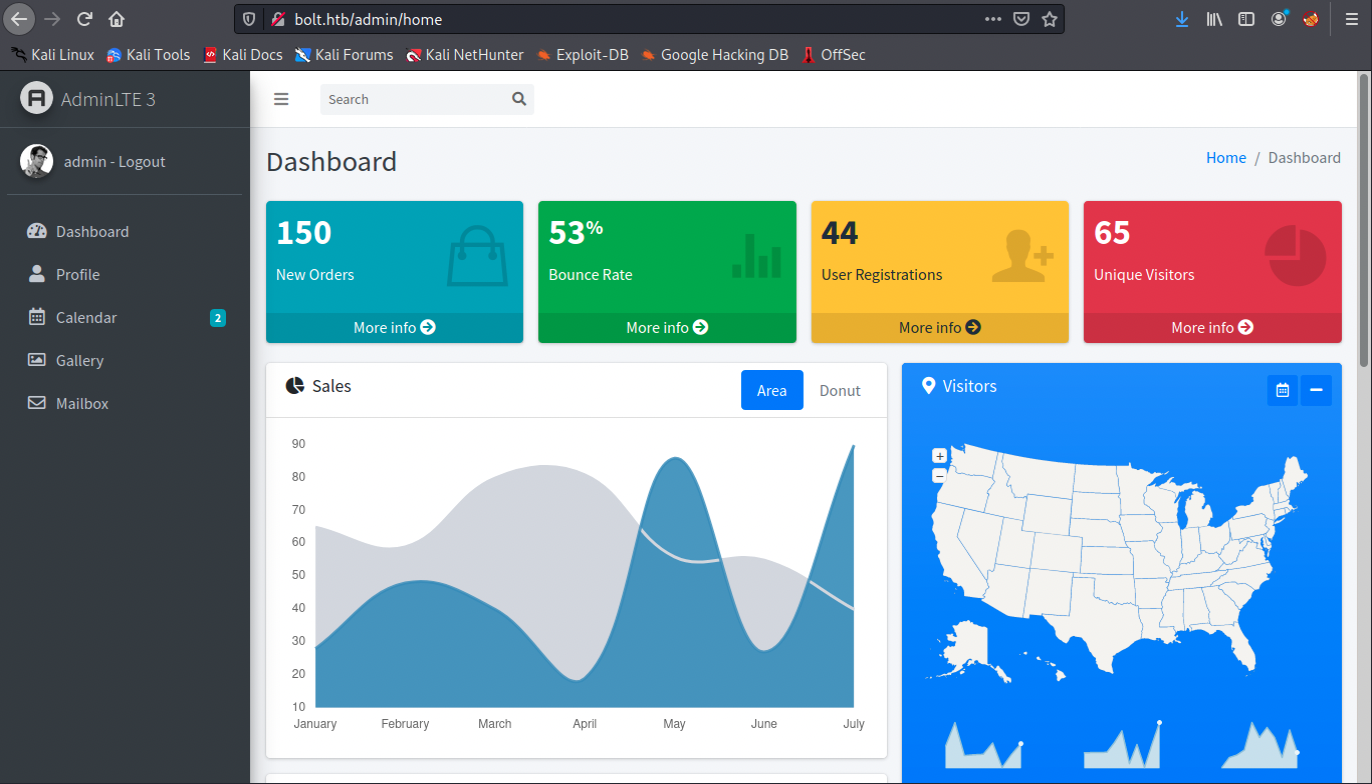 bolt.htb/admin/home
Kali Linux Kali Tools Kali Docs Kali Forums Kali NetHunter Exploit-DB Google Hacking DB OffSec
AdminLTE 3
Search
admin - Logout
Dashboard
Home / Dashboard
Dashboard
Profile
Calendar 2
Gallery
Mailbox
150
New Orders
More info
53%
Bounce Rate
More info
44
User Registrations
More info
65
Unique Visitors
More info
Sales
Area Donut
90
80
70
60
50
40
30
20
10
January February March April May June July
Visitors
+
−